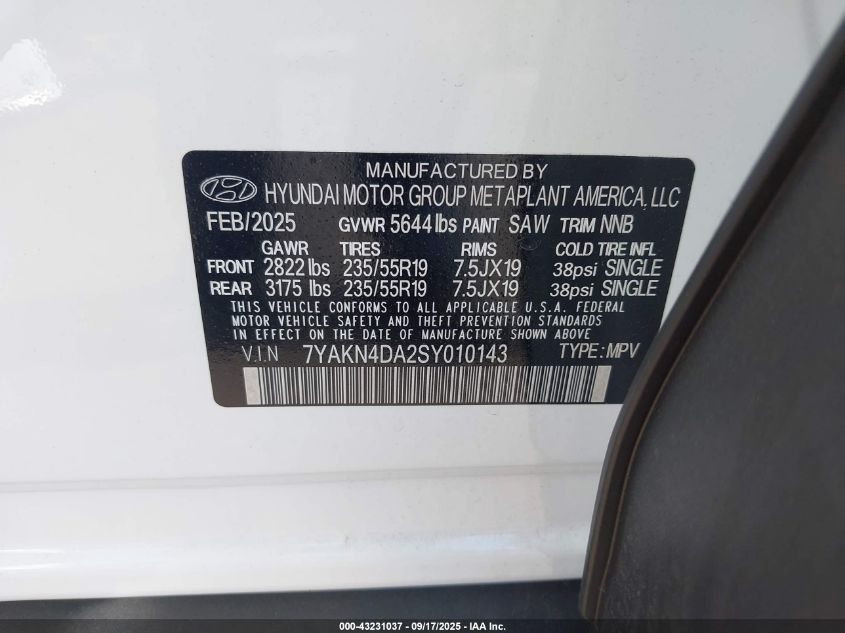 MANUFACTURED BY
HYUNDAI MOTOR GROUP METAPLANT AMERICA, LLC
FEB/2025 GVWR 5644 lbs PAINT SAW TRIM NNB
GAWR TIRES RIMS COLD TIRE INFL
FRONT 2822 lbs 235/55R19 7.5JX19 38psi SINGLE
REAR 3175 lbs 235/55R19 7.5JX19 38psi SINGLE
THIS VEHICLE CONFORMS TO ALL APPLICABLE U.S.A. FEDERAL
MOTOR VEHICLE SAFETY AND THEFT PREVENTION STANDARDS
IN EFFECT ON THE DATE OF MANUFACTURE SHOWN ABOVE
V.I.N 7YAKN4DA2SY010143 TYPE: MPV
000-43231037 - 09/17/2025 - IAA Inc.